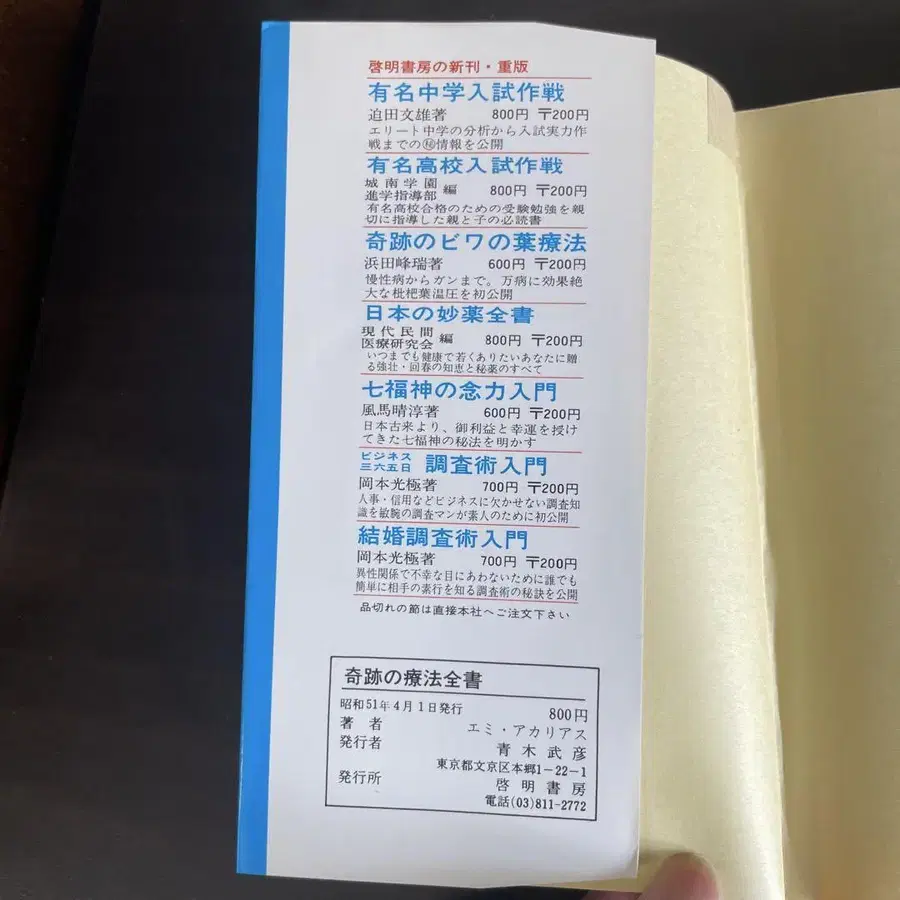 啓明書房の新刊・重版
有名中学入試作戦
迫田文雄著 800円 〒200円
エリート中学の分析から入試実力作
戦までの㊙情報を公開
有名高校入試作戦
城南学園
進学指導部 編 800円 〒200円
有名高校合格のための受験勉強を親
切に指導した親と子の必読書
奇跡のビワの葉療法
浜田峰瑞著 600円 〒200円
慢性病からガンまで。万病に効果絶
大な枇杷葉温圧を初公開
日本の妙薬全書
現代民間
医療研究会 編 800円 〒200円
いつまでも健康で若くありたいあなたに贈
る強壮・回春の知恵と秘薬のすべて
七福神の念力入門
風馬晴淳著 600円 〒200円
日本古来より、御利益と幸運を授け
てきた七福神の秘法を明かす
ビジネス
三六五日 調査術入門
岡本光極著 700円 〒200円
人事・信用などビジネスに欠かせない調査知
識を敏腕の調査マンが素人のために初公開
結婚調査術入門
岡本光極著 700円 〒200円
異性関係で不幸な目にあわないために誰でも
簡単に相手の素行を知る調査術の秘訣を公開
品切れの節は直接本社へご注文下さい
奇跡の療法全書
昭和51年4月1日発行 800円
著者 エミ・アカリアス
発行者 青木武彦
東京都文京区本郷1-22-1
発行所 啓明書房
電話(03)811-2772